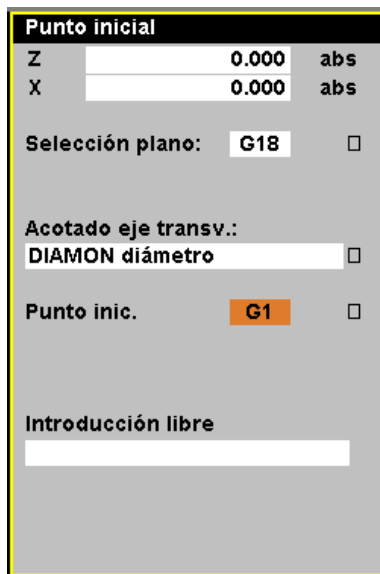 Punto inicial
Z 0.000 abs
X 0.000 abs
Selección plano: G18
Acotado eje transv.:
DIAMON diámetro
Punto inic. G1
Introducción libre